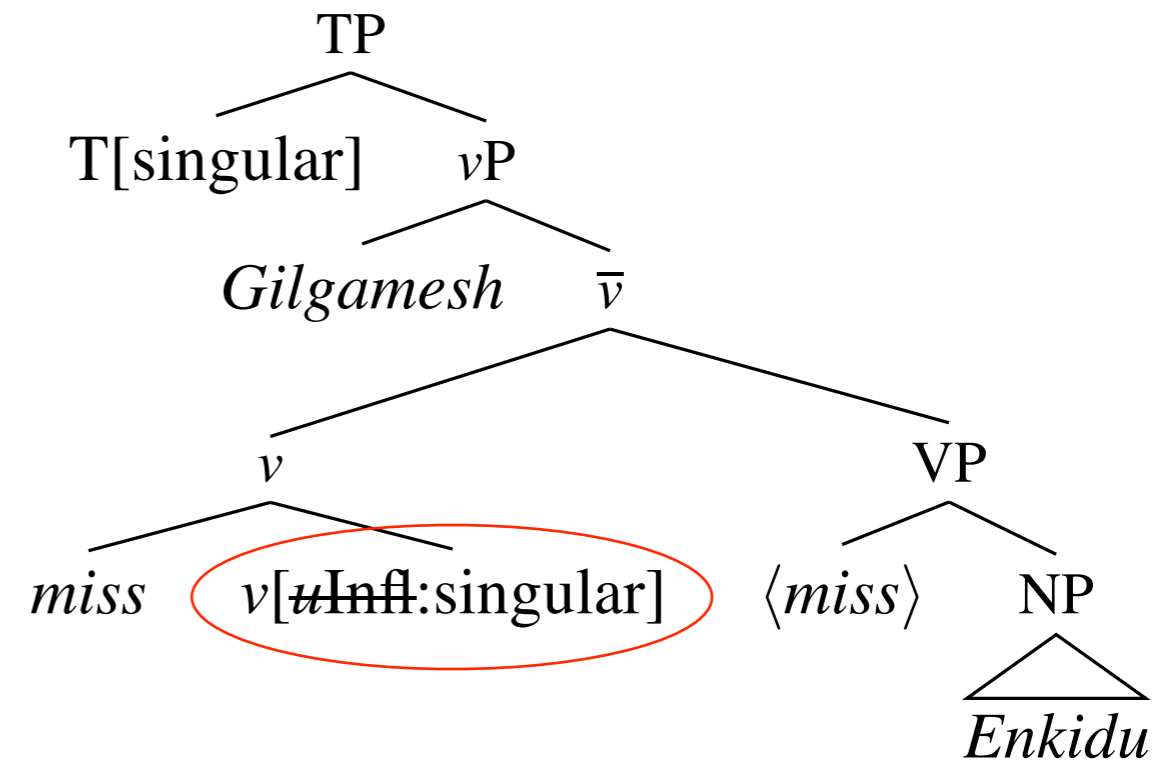 TP
T[singular] vP
Gilgamesh v̅
v VP
miss v[uInfl:singular] ⟨miss⟩ NP
Enkidu